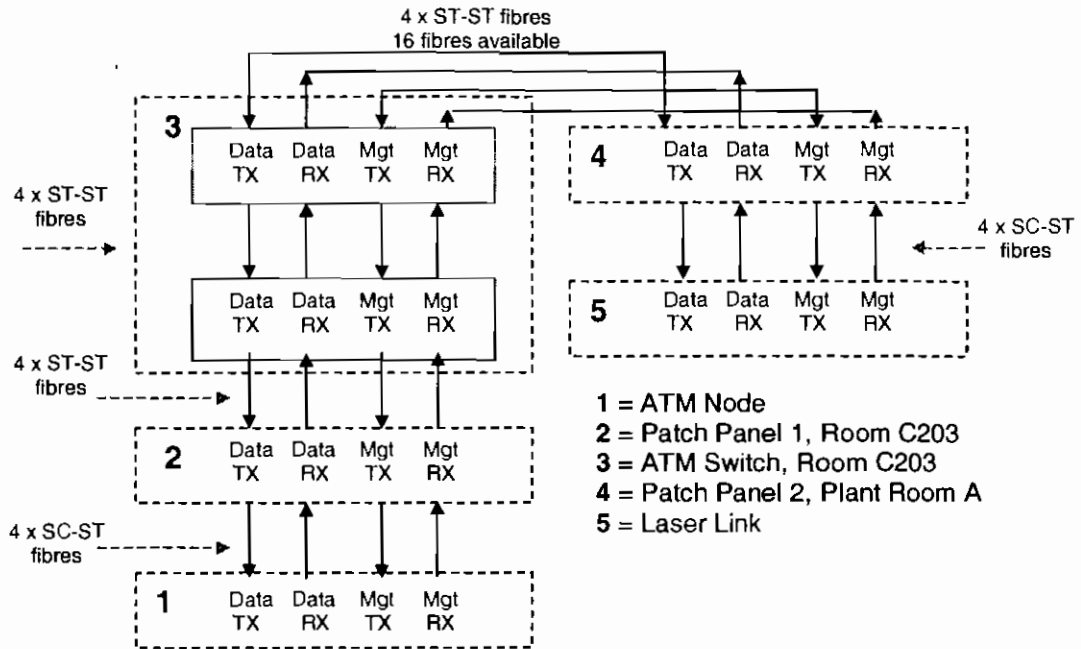 4 x ST-ST fibres
16 fibres available
3
Data Data Mgt Mgt
TX RX TX RX
4
Data Data Mgt Mgt
TX RX TX RX
4 x ST-ST
fibres
4 x SC-ST
fibres
Data Data Mgt Mgt
TX RX TX RX
5
Data Data Mgt Mgt
TX RX TX RX
4 x ST-ST
fibres
1 = ATM Node
2 = Patch Panel 1, Room C203
3 = ATM Switch, Room C203
4 = Patch Panel 2, Plant Room A
5 = Laser Link
2
Data Data Mgt Mgt
TX RX TX RX
4 x SC-ST
fibres
1
Data Data Mgt Mgt
TX RX TX RX